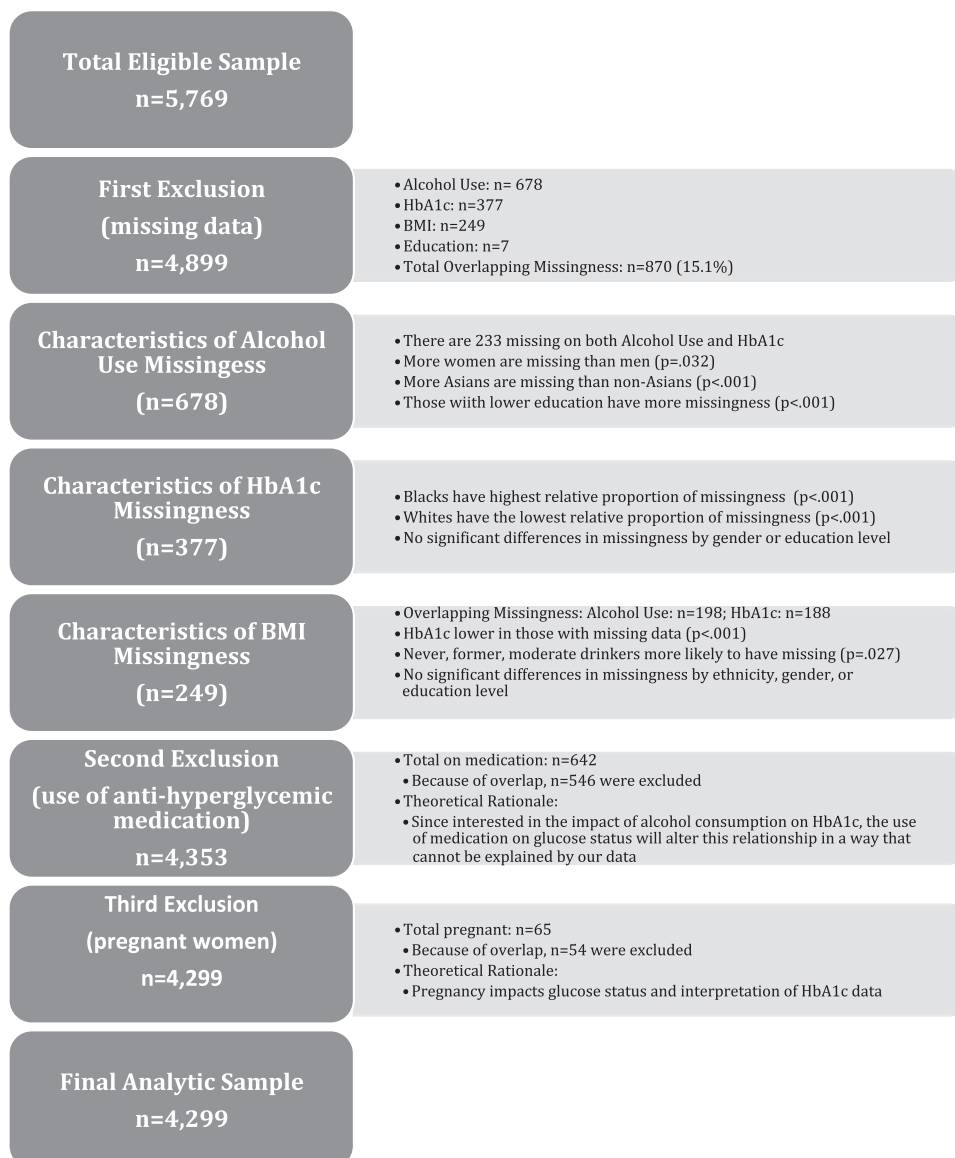 Total Eligible Sample
n=5,769
First Exclusion
(missing data)
n=4,899
•Alcohol Use: n= 678
•HbA1c: n=377
•BMI: n=249
•Education: n=7
•Total Overlapping Missingness: n=870 (15.1%)
Characteristics of Alcohol
Use Missingess
(n=678)
•There are 233 missing on both Alcohol Use and HbA1c
•More women are missing than men (p=.032)
•More Asians are missing than non-Asians (p<.001)
•Those wiith lower education have more missingness (p<.001)
Characteristics of HbA1c
Missingness
(n=377)
•Blacks have highest relative proportion of missingness (p<.001)
•Whites have the lowest relative proportion of missingness (p<.001)
•No significant differences in missingness by gender or education level
Characteristics of BMI
Missingness
(n=249)
•Overlapping Missingness: Alcohol Use: n=198; HbA1c: n=188
•HbA1c lower in those with missing data (p<.001)
•Never, former, moderate drinkers more likely to have missing (p=.027)
•No significant differences in missingness by ethnicity, gender, or
education level
Second Exclusion
(use of anti-hyperglycemic
medication)
n=4,353
•Total on medication: n=642
•Because of overlap, n=546 were excluded
•Theoretical Rationale:
•Since interested in the impact of alcohol consumption on HbA1c, the use
of medication on glucose status will alter this relationship in a way that
cannot be explained by our data
Third Exclusion
(pregnant women)
n=4,299
•Total pregnant: n=65
•Because of overlap, n=54 were excluded
•Theoretical Rationale:
•Pregnancy impacts glucose status and interpretation of HbA1c data
Final Analytic Sample
n=4,299